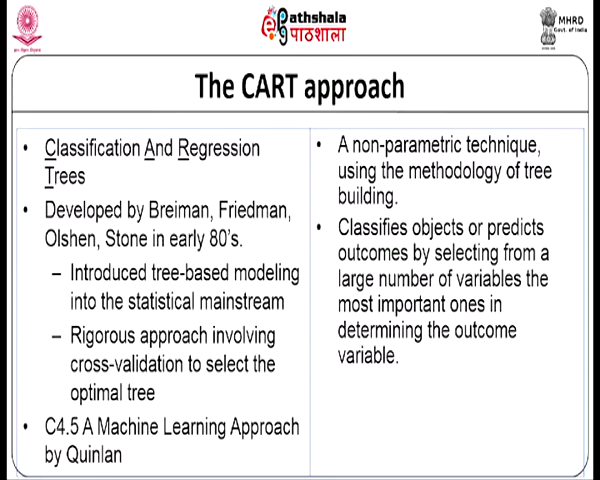 Pathshala
पाठशाला
MHRD
Govt. of India
The CART approach
• Classification And Regression
Trees
• Developed by Breiman, Friedman,
Olshen, Stone in early 80's.
– Introduced tree-based modeling
into the statistical mainstream
– Rigorous approach involving
cross-validation to select the
optimal tree
• C4.5 A Machine Learning Approach
by Quinlan
• A non-parametric technique,
using the methodology of tree
building.
• Classifies objects or predicts
outcomes by selecting from a
large number of variables the
most important ones in
determining the outcome
variable.